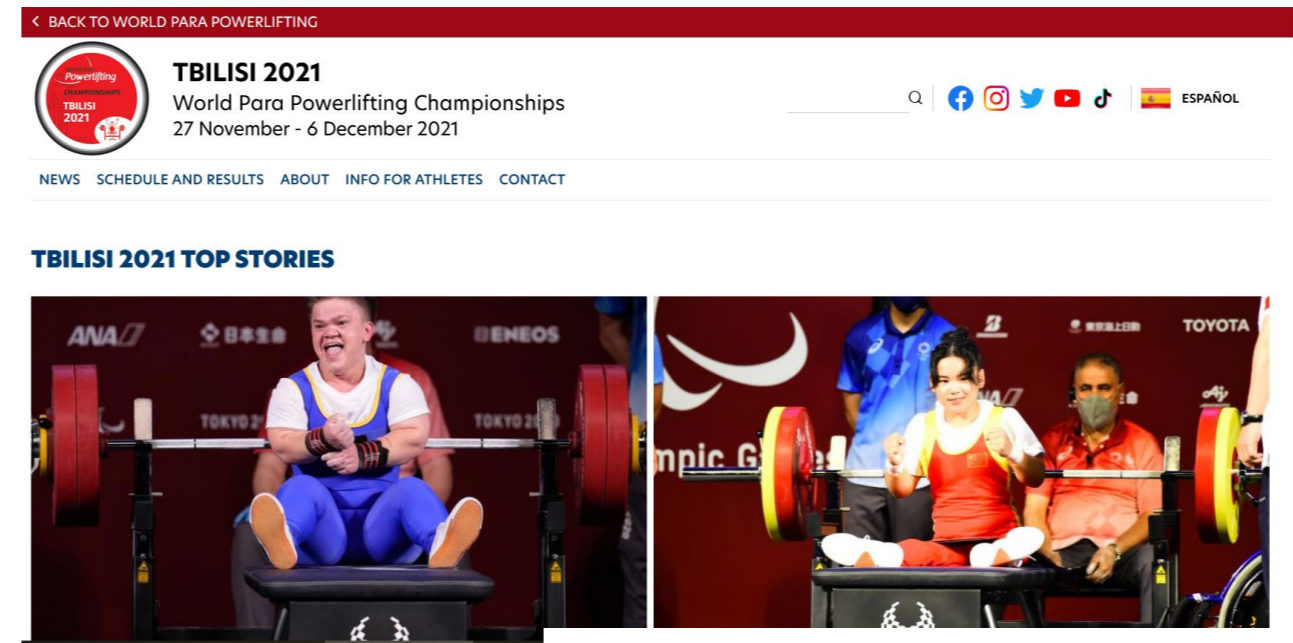 BACK TO WORLD PARA POWERLIFTING
Powerlifting
CHAMPIONSHIPS
TBILISI
2021
TBILISI 2021
World Para Powerlifting Championships
27 November - 6 December 2021
ESPAÑOL
NEWS SCHEDULE AND RESULTS ABOUT INFO FOR ATHLETES CONTACT
TBILISI 2021 TOP STORIES
ANA
日本生命
ENEOS
TOKYO 2
TOKYO 20
東京海上日動
TOYOTA
ANA
mpic Ga